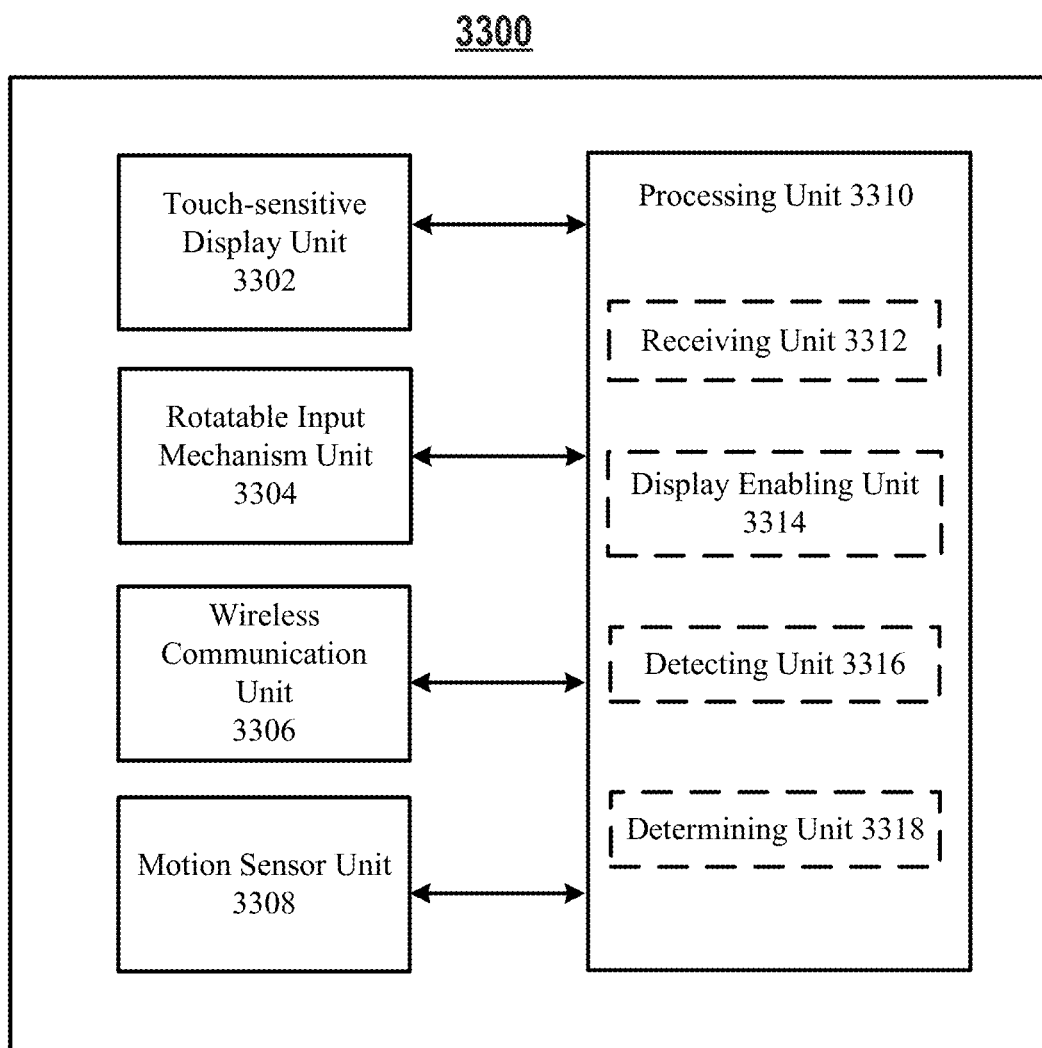 3300
Touch-sensitive
Display Unit
3302
Rotatable Input
Mechanism Unit
3304
Wireless
Communication
Unit
3306
Motion Sensor Unit
3308
Processing Unit 3310
Receiving Unit 3312
Display Enabling Unit
3314
Detecting Unit 3316
Determining Unit 3318